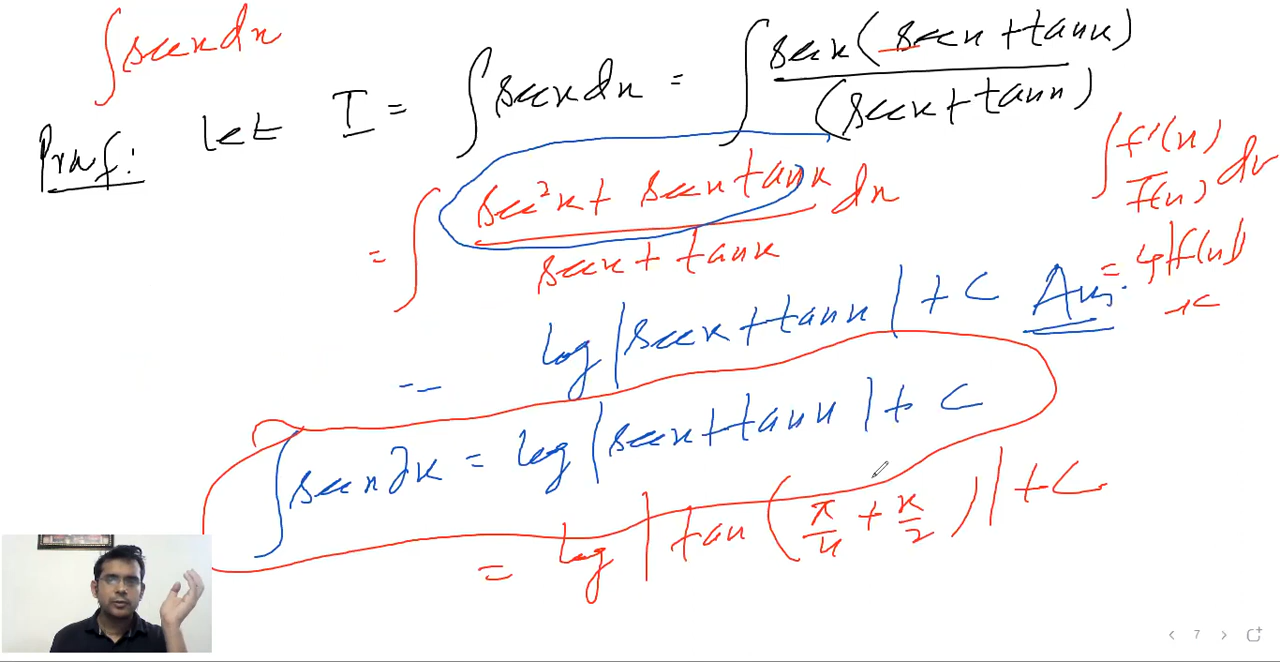 ∫ secx dx
Proof: Let I = ∫ secx dx = ∫ secx(secx + tanx) / (secx + tanx)
= ∫ (sec²x + secx tanx) / (secx + tanx) dx
∫ f'(x) / f(x) dx
= log|f(x)|
+c
= log|secx + tanx| + C Ans.
∫ secx dx = log|secx + tanx| + C
= log|tan(π/4 + x/2)| + C
7